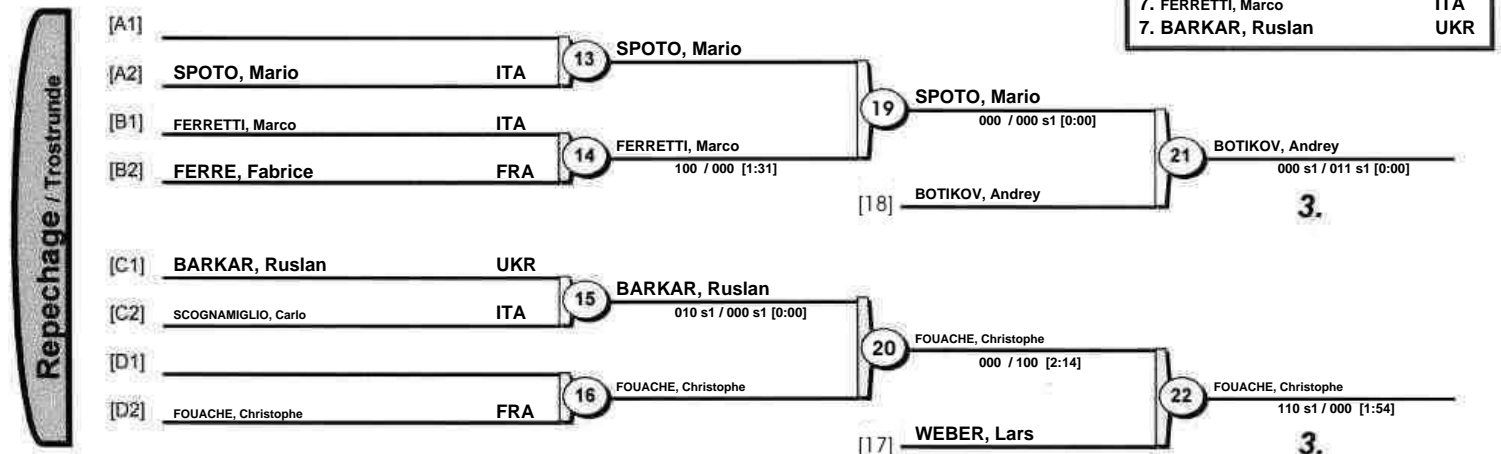 7. FERRETTI, Marco ITA
7. BARKAR, Ruslan UKR
Repechage / Trostrunde
[A1]
[A2] SPOTO, Mario ITA
13 SPOTO, Mario
[B1] FERRETTI, Marco ITA
[B2] FERRE, Fabrice FRA
14 FERRETTI, Marco
100 / 000 [1:31]
19 SPOTO, Mario
000 / 000 s1 [0:00]
[18] BOTIKOV, Andrey
21 BOTIKOV, Andrey
000 s1 / 011 s1 [0:00]
3.
[C1] BARKAR, Ruslan UKR
[C2] SCOGNAMIGLIO, Carlo ITA
15 BARKAR, Ruslan
010 s1 / 000 s1 [0:00]
[D1]
[D2] FOUACHE, Christophe FRA
16 FOUACHE, Christophe
20 FOUACHE, Christophe
000 / 100 [2:14]
[17] WEBER, Lars
22 FOUACHE, Christophe
110 s1 / 000 [1:54]
3.